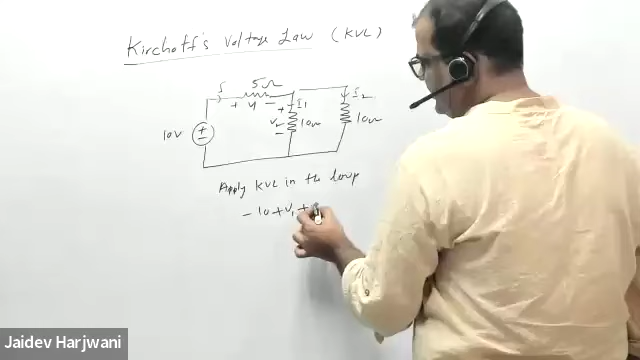 Kirchoff's Voltage Law (KVL)
I 5Ω I2
+ V1 - + I1
10V + - V2 10Ω 10Ω
-
Apply KVL in the loop
- 10 + V1 +
Jaidev Harjwani